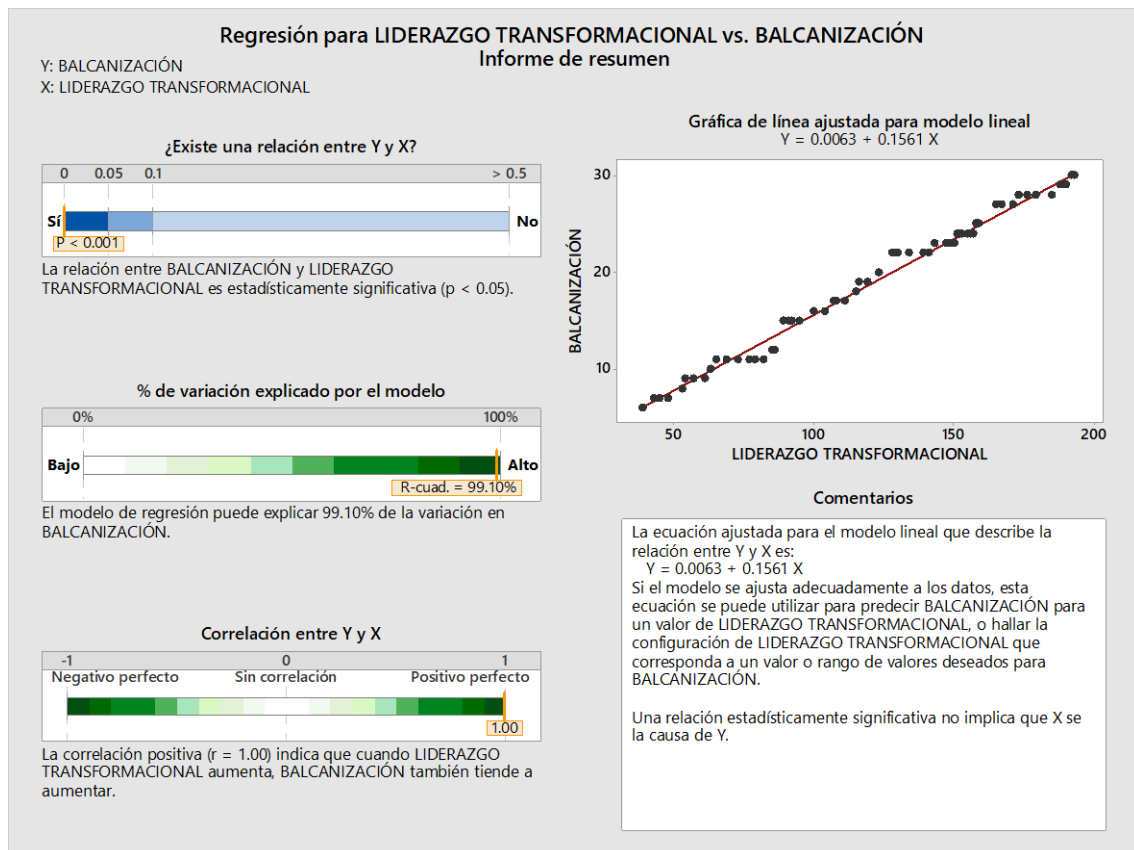 Regresión para LIDERAZGO TRANSFORMACIONAL vs. BALCANIZACIÓN
Informe de resumen
Y: BALCANIZACIÓN
X: LIDERAZGO TRANSFORMACIONAL
¿Existe una relación entre Y y X?
0 0.05 0.1 > 0.5
Sí No
P < 0.001
La relación entre BALCANIZACIÓN y LIDERAZGO
TRANSFORMACIONAL es estadísticamente significativa (p < 0.05).
% de variación explicado por el modelo
0% 100%
Bajo Alto
R-cuad. = 99.10%
El modelo de regresión puede explicar 99.10% de la variación en
BALCANIZACIÓN.
Correlación entre Y y X
-1 0 1
Negativo perfecto Sin correlación Positivo perfecto
1.00
La correlación positiva (r = 1.00) indica que cuando LIDERAZGO
TRANSFORMACIONAL aumenta, BALCANIZACIÓN también tiende a
aumentar.
Gráfica de línea ajustada para modelo lineal
Y = 0.0063 + 0.1561 X
30
20
10
BALCANIZACIÓN
50 100 150 200
LIDERAZGO TRANSFORMACIONAL
Comentarios
La ecuación ajustada para el modelo lineal que describe la
relación entre Y y X es:
Y = 0.0063 + 0.1561 X
Si el modelo se ajusta adecuadamente a los datos, esta
ecuación se puede utilizar para predecir BALCANIZACIÓN para
un valor de LIDERAZGO TRANSFORMACIONAL, o hallar la
configuración de LIDERAZGO TRANSFORMACIONAL que
corresponda a un valor o rango de valores deseados para
BALCANIZACIÓN.
Una relación estadísticamente significativa no implica que X se
la causa de Y.